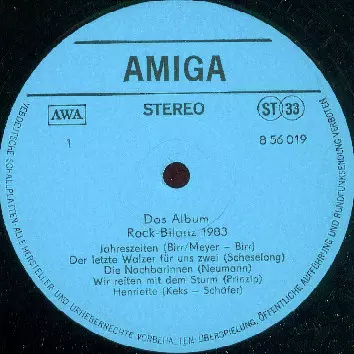 AMIGA
AWA
STEREO
ST 33
1
8 56 019
Das Album
Rock-Bilanz 1983
Jahreszeiten (Birr/Meyer – Birr)
Der letzte Walzer für uns zwei (Scheselong)
Die Nachbarinnen (Neumann)
Wir reiten mit dem Sturm (Prinzip)
Henriette (Keks – Schäfer)
VEB DEUTSCHE SCHALLPLATTEN ALLE HERSTELLER UND URHEBERRECHTE VORBEHALTEN · ÜBERSPIELUNG, ÖFFENTLICHE AUFFÜHRUNG UND RUNDFUNKSENDUNG VERBOTEN